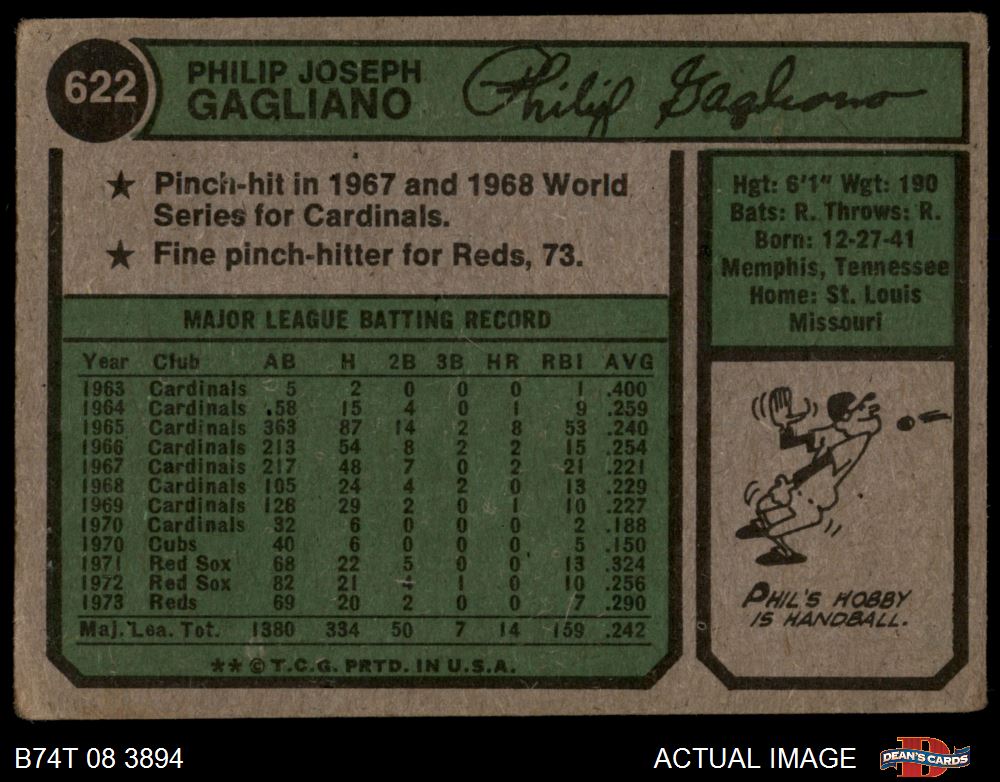 622
PHILIP JOSEPH
GAGLIANO
Philip Gagliano
★ Pinch-hit in 1967 and 1968 World
Series for Cardinals.
★ Fine pinch-hitter for Reds, 73.
Hgt: 6'1" Wgt: 190
Bats: R. Throws: R.
Born: 12-27-41
Memphis, Tennessee
Home: St. Louis
Missouri
MAJOR LEAGUE BATTING RECORD
Year Club AB H 2B 3B HR RBI AVG
1963 Cardinals 5 2 0 0 0 1 .400
1964 Cardinals .58 15 4 0 1 9 .259
1965 Cardinals 363 87 14 2 8 53 .240
1966 Cardinals 213 54 8 2 2 15 .254
1967 Cardinals 217 48 7 0 2 21 .221
1968 Cardinals 105 24 4 2 0 13 .229
1969 Cardinals 128 29 2 0 1 10 .227
1970 Cardinals 32 6 0 0 0 2 .188
1970 Cubs 40 6 0 0 0 5 .150
1971 Red Sox 68 22 5 0 0 13 .324
1972 Red Sox 82 21 4 1 0 10 .256
1973 Reds 69 20 2 0 0 7 .290
Maj. Lea. Tot. 1380 334 50 7 14 159 .242
** © T.C.G. PRTD. IN U.S.A.
PHIL'S HOBBY
IS HANDBALL.
B74T 08 3894
ACTUAL IMAGE
DEAN'S CARDS